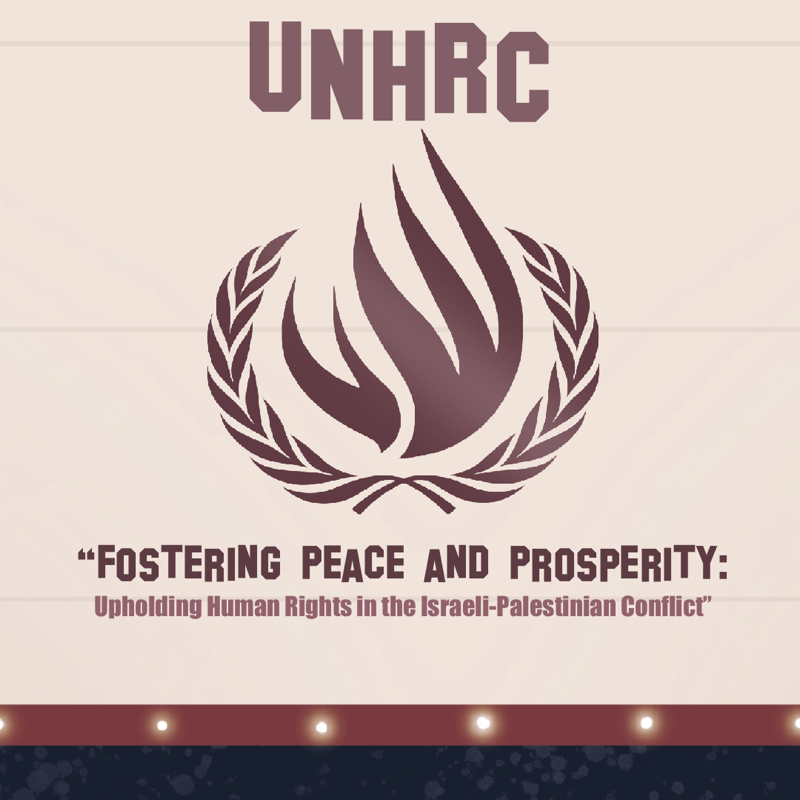 UNHRC
“FOSTERING PEACE AND PROSPERITY:
Upholding Human Rights in the Israeli-Palestinian Conflict”